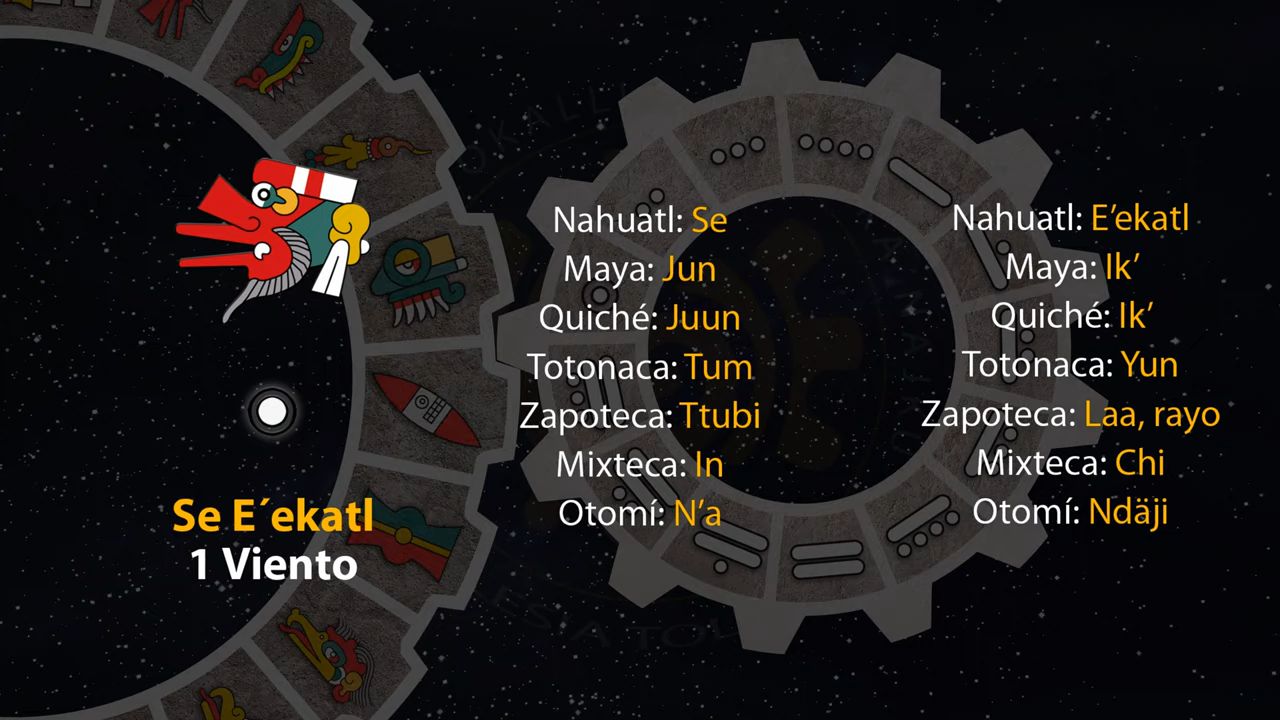 Nahuatl: Se
Maya: Jun
Quiché: Juun
Totonaca: Tum
Zapoteca: Ttubi
Mixteca: In
Otomí: N’a
Nahuatl: E’ekatl
Maya: Ik’
Quiché: Ik’
Totonaca: Yun
Zapoteca: Laa, rayo
Mixteca: Chi
Otomí: Ndäji
Se E´ekatl
1 Viento